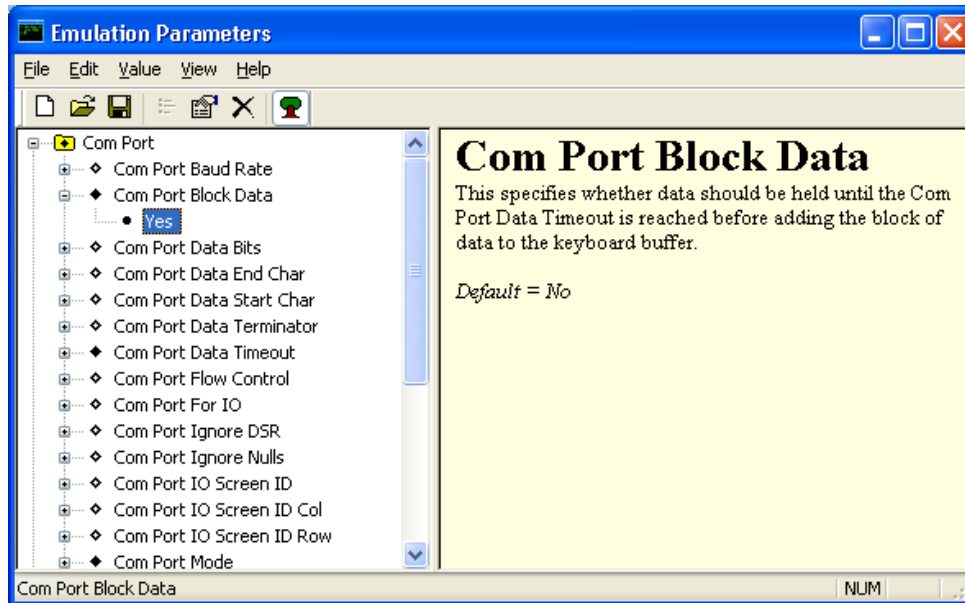 Emulation Parameters
File Edit Value View Help
Com Port
Com Port Baud Rate
Com Port Block Data
Yes
Com Port Data Bits
Com Port Data End Char
Com Port Data Start Char
Com Port Data Terminator
Com Port Data Timeout
Com Port Flow Control
Com Port For IO
Com Port Ignore DSR
Com Port Ignore Nulls
Com Port IO Screen ID
Com Port IO Screen ID Col
Com Port IO Screen ID Row
Com Port Mode
Com Port Block Data
This specifies whether data should be held until the Com
Port Data Timeout is reached before adding the block of
data to the keyboard buffer.
Default = No
Com Port Block Data NUM